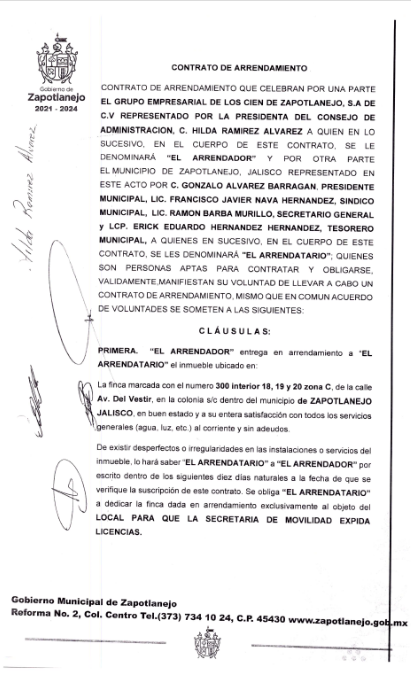 Gobierno de
Zapotlanejo
2021 - 2024
Hilda Ramirez Alvarez
CONTRATO DE ARRENDAMIENTO
CONTRATO DE ARRENDAMIENTO QUE CELEBRAN POR UNA PARTE
EL GRUPO EMPRESARIAL DE LOS CIEN DE ZAPOTLANEJO, S.A DE
C.V REPRESENTADO POR LA PRESIDENTA DEL CONSEJO DE
ADMINISTRACION, C. HILDA RAMIREZ ALVAREZ A QUIEN EN LO
SUCESIVO, EN EL CUERPO DE ESTE CONTRATO, SE LE
DENOMINARÁ "EL ARRENDADOR" Y POR OTRA PARTE
EL MUNICIPIO DE ZAPOTLANEJO, JALISCO REPRESENTADO EN
ESTE ACTO POR C. GONZALO ALVAREZ BARRAGAN, PRESIDENTE
MUNICIPAL, LIC. FRANCISCO JAVIER NAVA HERNANDEZ, SINDICO
MUNICIPAL, LIC. RAMON BARBA MURILLO, SECRETARIO GENERAL
y LCP. ERICK EDUARDO HERNANDEZ HERNANDEZ, TESORERO
MUNICIPAL, A QUIENES EN SUCESIVO, EN EL CUERPO DE ESTE
CONTRATO, SE LES DENOMINARÁ "EL ARRENDATARIO"; QUIENES
SON PERSONAS APTAS PARA CONTRATAR Y OBLIGARSE,
VALIDAMENTE,MANIFIESTAN SU VOLUNTAD DE LLEVAR A CABO UN
CONTRATO DE ARRENDAMIENTO, MISMO QUE EN COMUN ACUERDO
DE VOLUNTADES SE SOMETEN A LAS SIGUIENTES:
CLÁUSULAS:
PRIMERA. "EL ARRENDADOR" entrega en arrendamiento a "EL
ARRENDATARIO" el inmueble ubicado en:
La finca marcada con el numero 300 interior 18, 19 y 20 zona C, de la calle
Av. Del Vestir, en la colonia s/c dentro del municipio de ZAPOTLANEJO
JALISCO, en buen estado y a su entera satisfacción con todos los servicios
generales (agua, luz, etc.) al corriente y sin adeudos.
De existir desperfectos o irregularidades en las instalaciones o servicios del
inmueble, lo hará saber "EL ARRENDATARIO" a "EL ARRENDADOR" por
escrito dentro de los siguientes diez días naturales a la fecha de que se
verifique la suscripción de este contrato. Se obliga "EL ARRENDATARIO"
a dedicar la finca dada en arrendamiento exclusivamente al objeto del
LOCAL PARA QUE LA SECRETARIA DE MOVILIDAD EXPIDA
LICENCIAS.
Gobierno Municipal de Zapotlanejo
Reforma No. 2, Col. Centro Tel.(373) 734 10 24, C.P. 45430 www.zapotlanejo.gob.mx